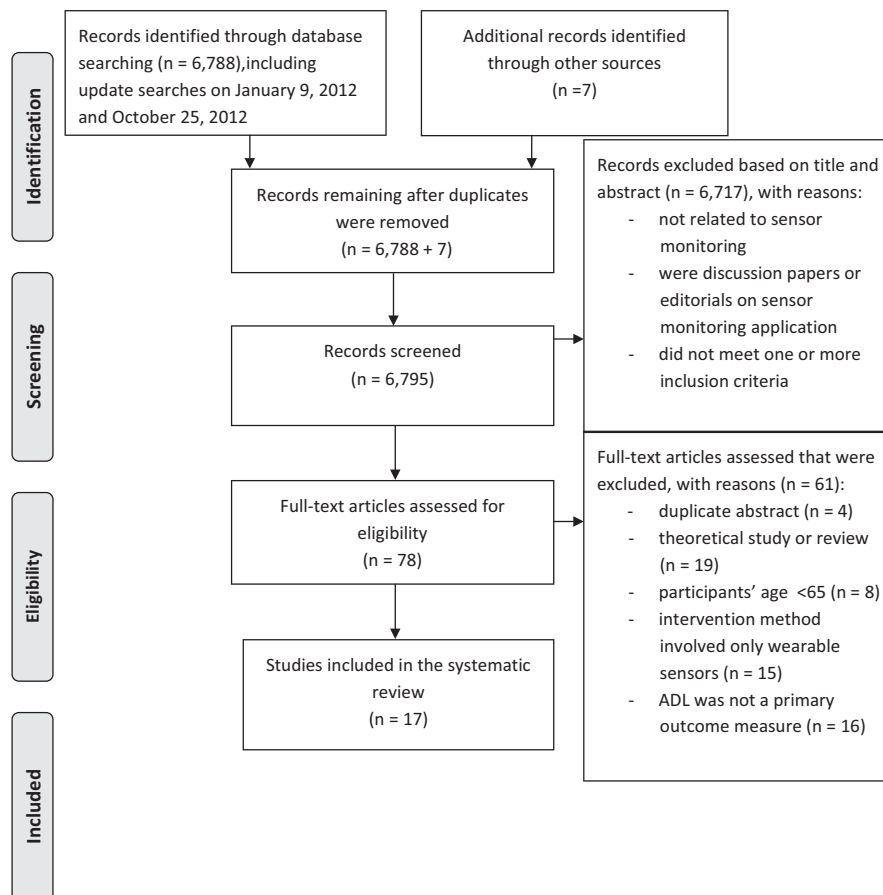 Records identified through database
searching (n = 6,788),including
update searches on January 9, 2012
and October 25, 2012
Additional records identified
through other sources
(n =7)
Identification
Records remaining after duplicates
were removed
(n = 6,788 + 7)
Records excluded based on title and
abstract (n = 6,717), with reasons:
- not related to sensor
monitoring
- were discussion papers or
editorials on sensor
monitoring application
- did not meet one or more
inclusion criteria
Screening
Records screened
(n = 6,795)
Eligibility
Full-text articles assessed for
eligibility
(n = 78)
Full-text articles assessed that were
excluded, with reasons (n = 61):
- duplicate abstract (n = 4)
- theoretical study or review
(n = 19)
- participants’ age <65 (n = 8)
- intervention method
involved only wearable
sensors (n = 15)
- ADL was not a primary
outcome measure (n = 16)
Studies included in the systematic
review
(n = 17)
Included